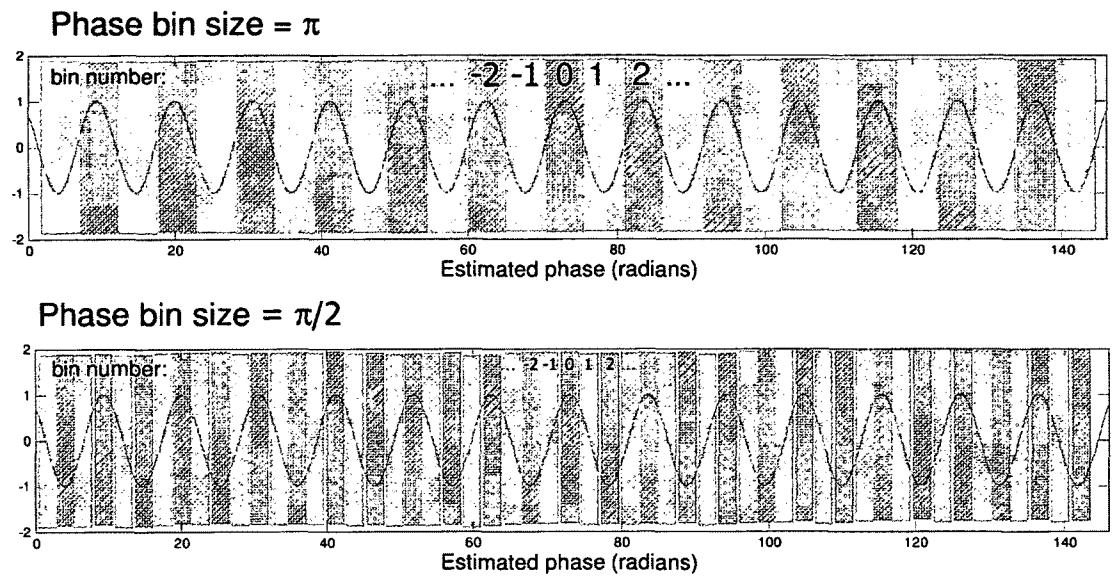 Phase bin size = π
2
bin number: ... -2 -1 0 1 2 ...
1
0
-1
-2
0 20 40 60 80 100 120 140
Estimated phase (radians)
Phase bin size = π/2
2
bin number: ... -2 -1 0 1 2 ...
1
0
-1
-2
0 20 40 60 80 100 120 140
Estimated phase (radians)